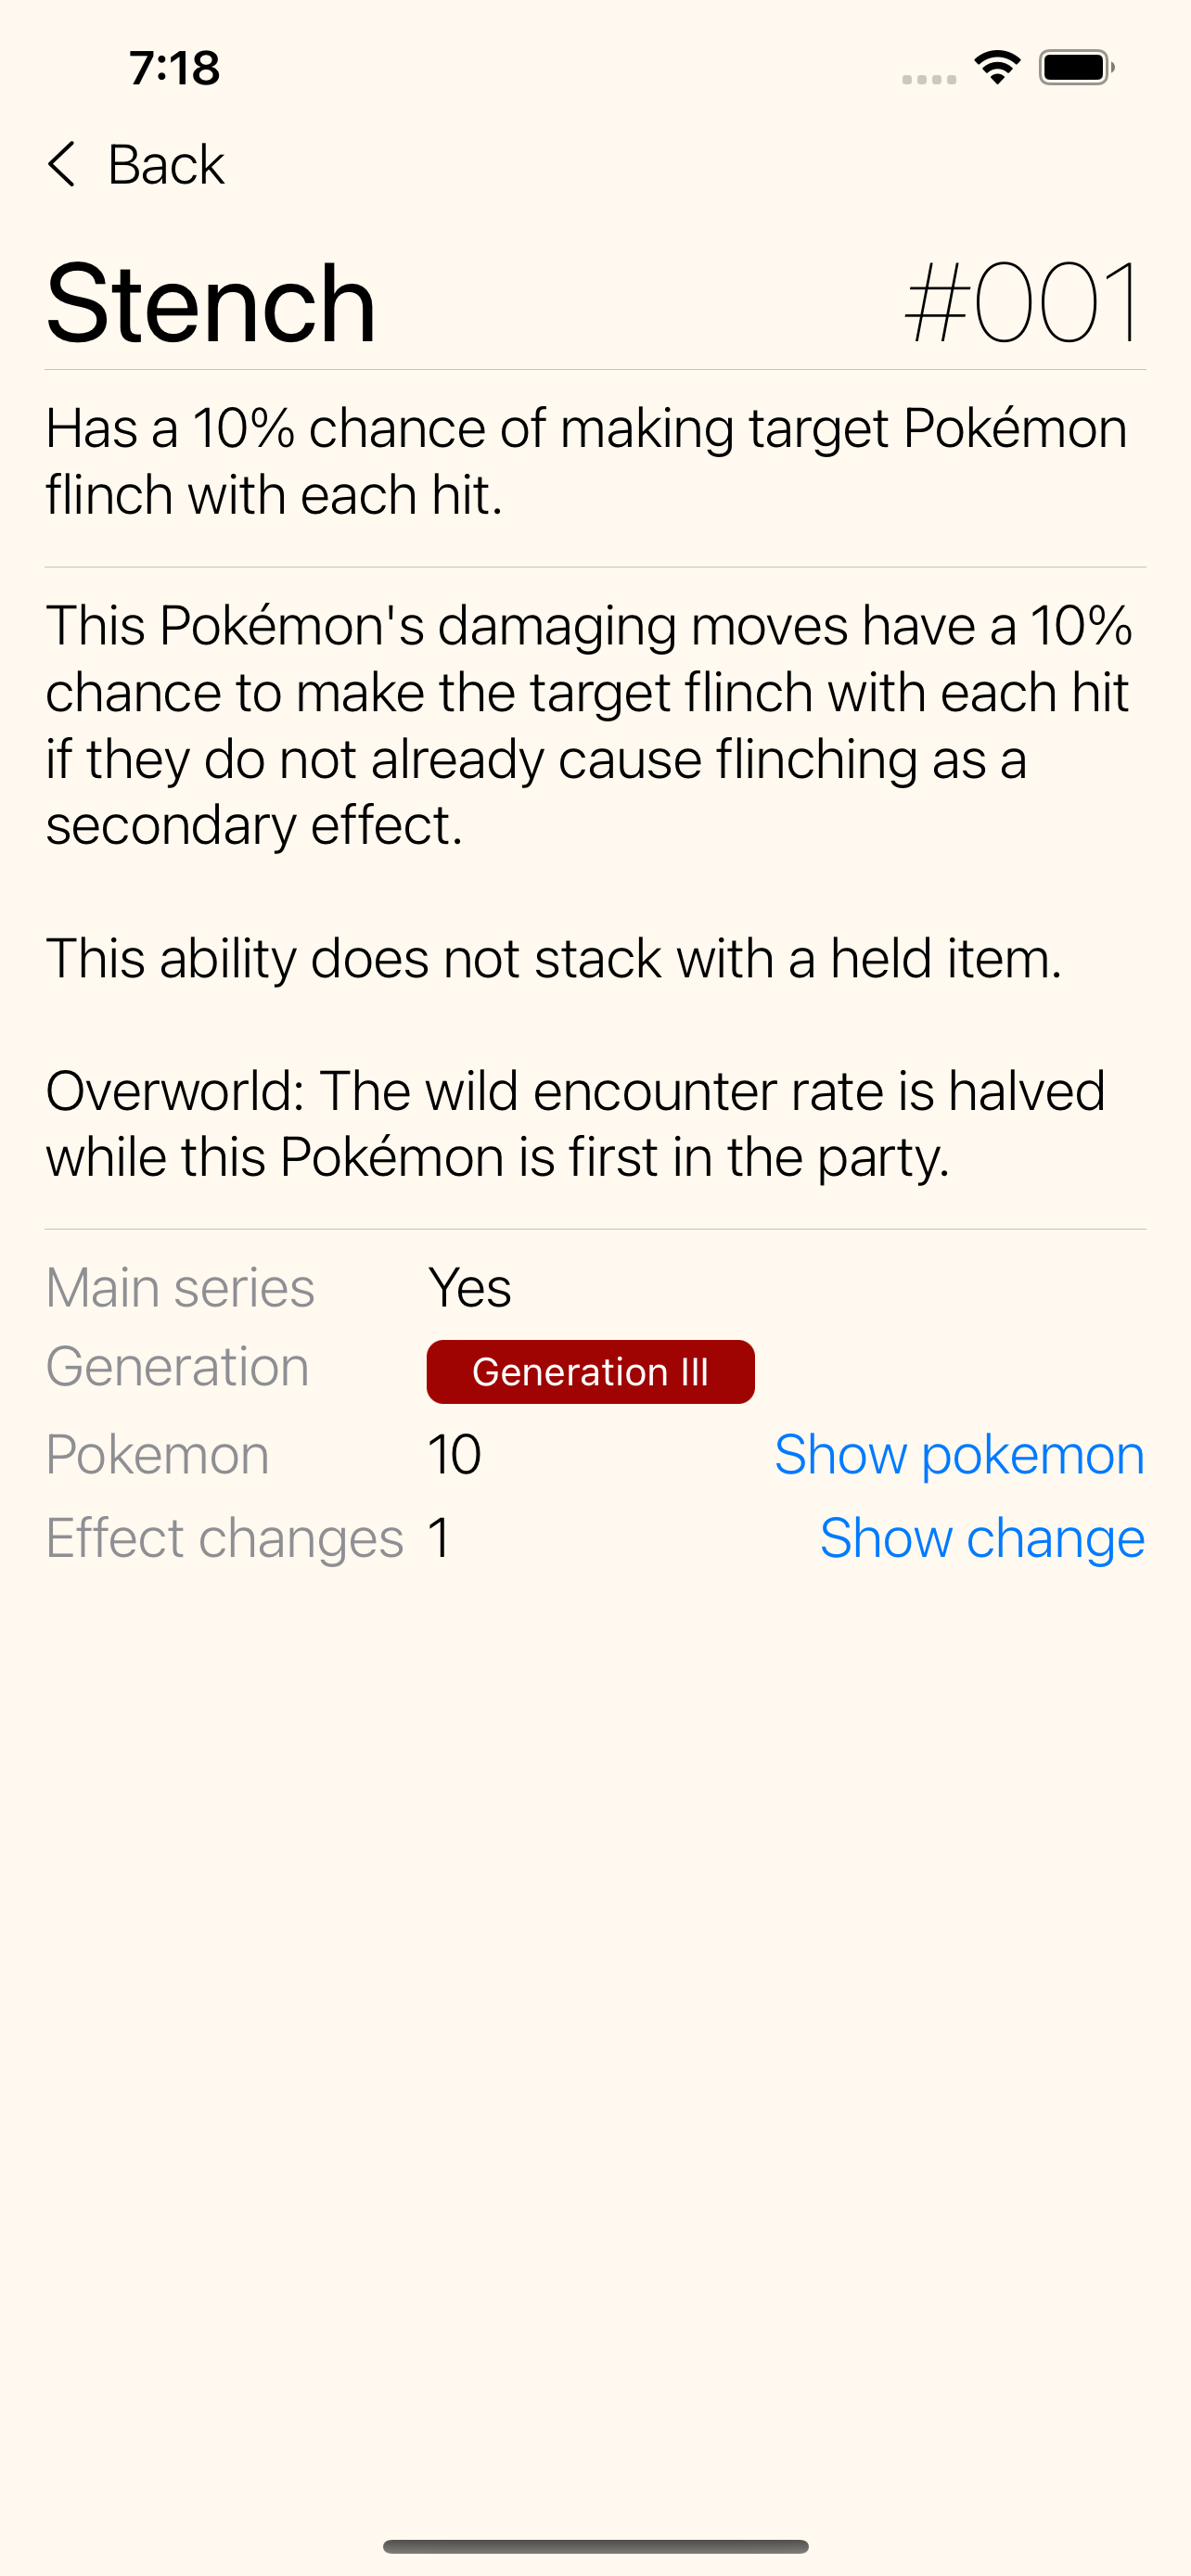 7:18
Back
Stench #001
Has a 10% chance of making target Pokémon
flinch with each hit.
This Pokémon's damaging moves have a 10%
chance to make the target flinch with each hit
if they do not already cause flinching as a
secondary effect.
This ability does not stack with a held item.
Overworld: The wild encounter rate is halved
while this Pokémon is first in the party.
Main series Yes
Generation Generation III
Pokemon 10 Show pokemon
Effect changes 1 Show change